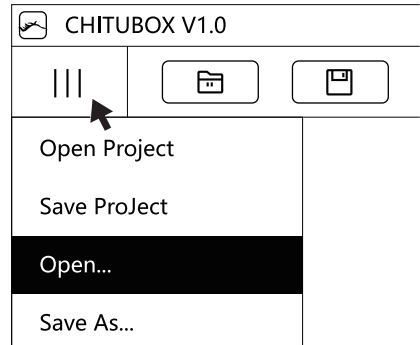 CHITUBOX V1.0
Open Project
Save ProJect
Open...
Save As...